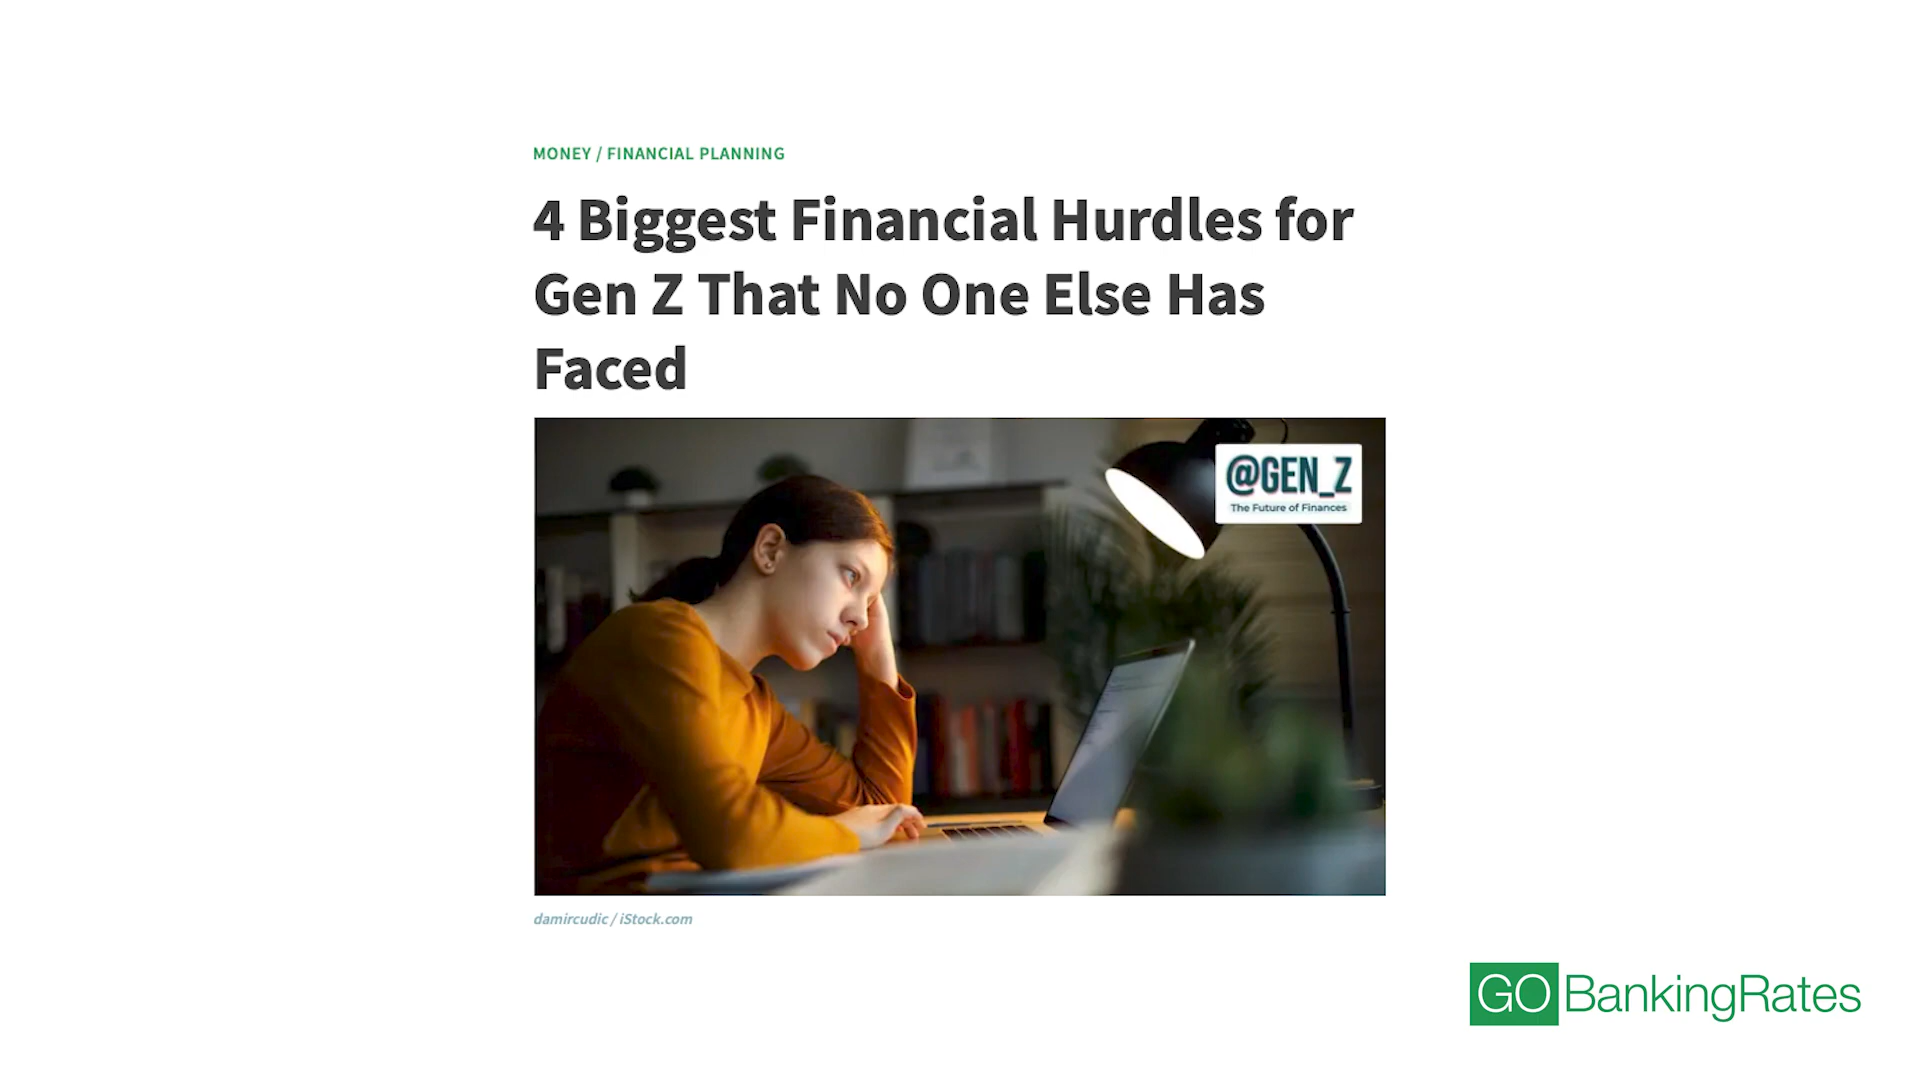 MONEY / FINANCIAL PLANNING
4 Biggest Financial Hurdles for
Gen Z That No One Else Has
Faced
@GEN_Z
The Future of Finances
damircudic / iStock.com
GOBankingRates